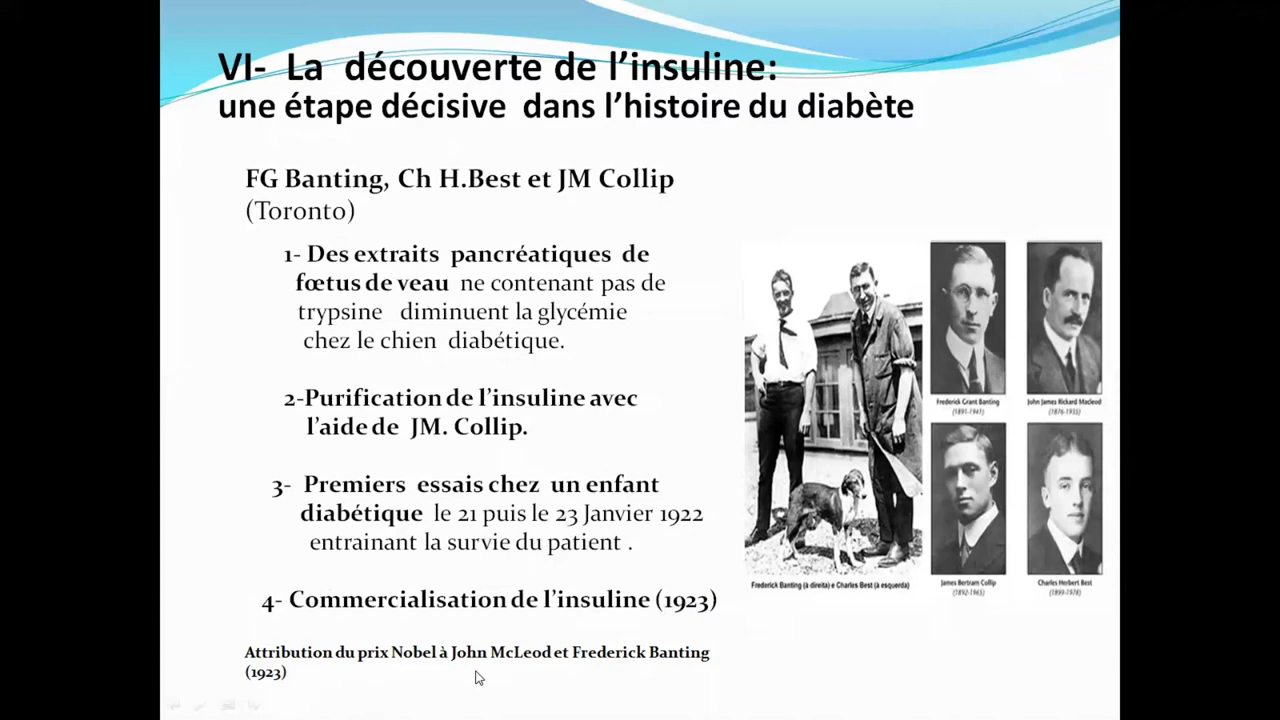 VI- La découverte de l’insuline:
une étape décisive dans l’histoire du diabète
FG Banting, Ch H.Best et JM Collip
(Toronto)
1- Des extraits pancréatiques de
fœtus de veau ne contenant pas de
trypsine diminuent la glycémie
chez le chien diabétique.
2-Purification de l’insuline avec
l’aide de JM. Collip.
3- Premiers essais chez un enfant
diabétique le 21 puis le 23 Janvier 1922
entrainant la survie du patient .
4- Commercialisation de l’insuline (1923)
Attribution du prix Nobel à John McLeod et Frederick Banting
(1923)
Frederick Banting (à direita) e Charles Best (à esquerda)
Frederick Grant Banting
(1891-1941)
John James Rickard Macleod
(1876-1935)
James Bertram Collip
(1892-1965)
Charles Herbert Best
(1899-1978)